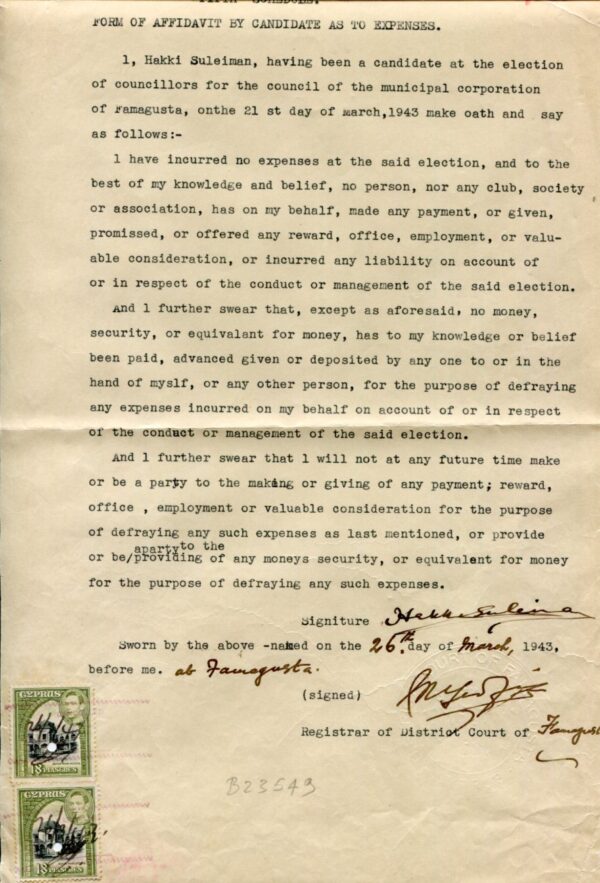 FIFTH SCHEDULE.
FORM OF AFFIDAVIT BY CANDIDATE AS TO EXPENSES.
I, Hakki Suleiman, having been a candidate at the election
of councillors for the council of the municipal corporation
of Famagusta, onthe 21 st day of March,1943 make oath and say
as follows:-
I have incurred no expenses at the said election, and to the
best of my knowledge and belief, no person, nor any club, society
or association, has on my behalf, made any payment, or given,
promissed, or offered any reward, office, employment, or valu-
able consideration, or incurred any liability on account of
or in respect of the conduct or management of the said election.
And I further swear that, except as aforesaid, no money,
security, or equivalant for money, has to my knowledge or belief
been paid, advanced given or deposited by any one to or in the
hand of myslf, or any other person, for the purpose of defraying
any expenses incurred on my behalf on account of or in respect
of the conduct or management of the said election.
And I further swear that I will not at any future time make
or be a party to the making or giving of any payment; reward,
office , employment or valuable consideration for the purpose
of defraying any such expenses as last mentioned, or provide
aparty to the
or be/providing of any moneys security, or equivalent for money
for the purpose of defraying any such expenses.
Signiture Hakki Suleiman
Sworn by the above -named on the 26th day of March, 1943,
before me. at Famagusta.
(signed)
Registrar of District Court of Famagusta
CYPRUS
18 PIASTRES
CYPRUS
18 PIASTRES
B23549